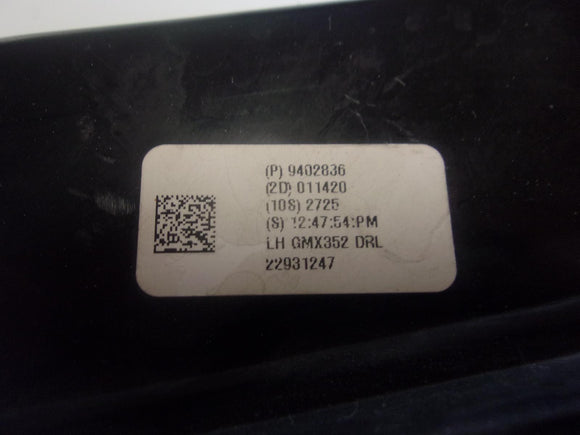 (P) 9402836
(2D) 011420
(10S) 2725
(S) 12:47:54:PM
LH GMX352 DRL
22931247